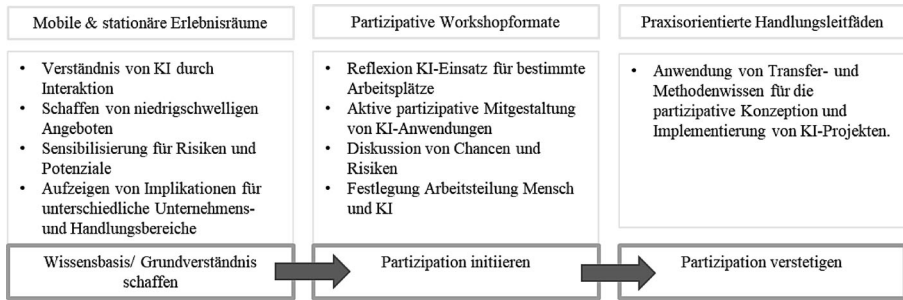 Mobile & stationäre Erlebnisräume
• Verständnis von KI durch
Interaktion
• Schaffen von niedrigschwelligen
Angeboten
• Sensibilisierung für Risiken und
Potenziale
• Aufzeigen von Implikationen für
unterschiedliche Unternehmens-
und Handlungsbereiche
Wissensbasis/ Grundverständnis
schaffen
Partizipative Workshopformate
• Reflexion KI-Einsatz für bestimmte
Arbeitsplätze
• Aktive partizipative Mitgestaltung
von KI-Anwendungen
• Diskussion von Chancen und
Risiken
• Festlegung Arbeitsteilung Mensch
und KI
Partizipation initiieren
Praxisorientierte Handlungsleitfäden
• Anwendung von Transfer- und
Methodenwissen für die
partizipative Konzeption und
Implementierung von KI-Projekten.
Partizipation verstetigen